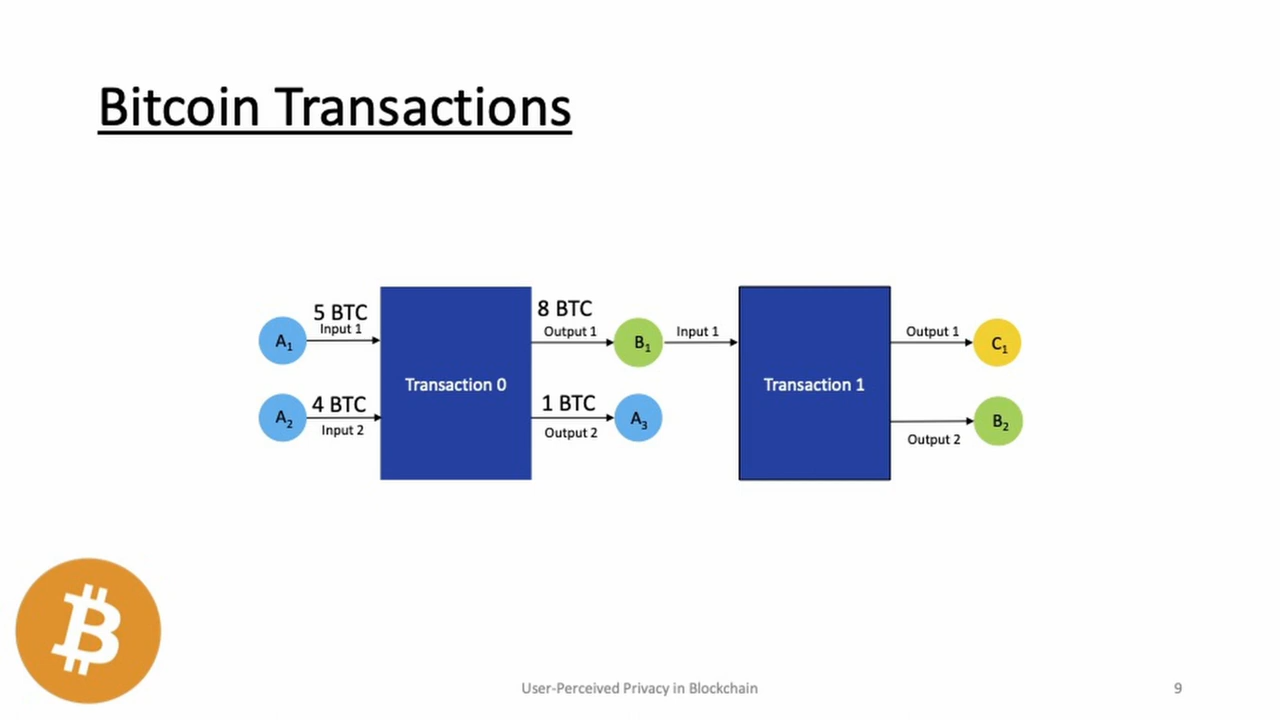 Bitcoin Transactions
5 BTC
Input 1
A1
4 BTC
Input 2
A2
Transaction 0
8 BTC
Output 1
B1
1 BTC
Output 2
A3
Input 1
Transaction 1
Output 1
C1
Output 2
B2
User-Perceived Privacy in Blockchain
9